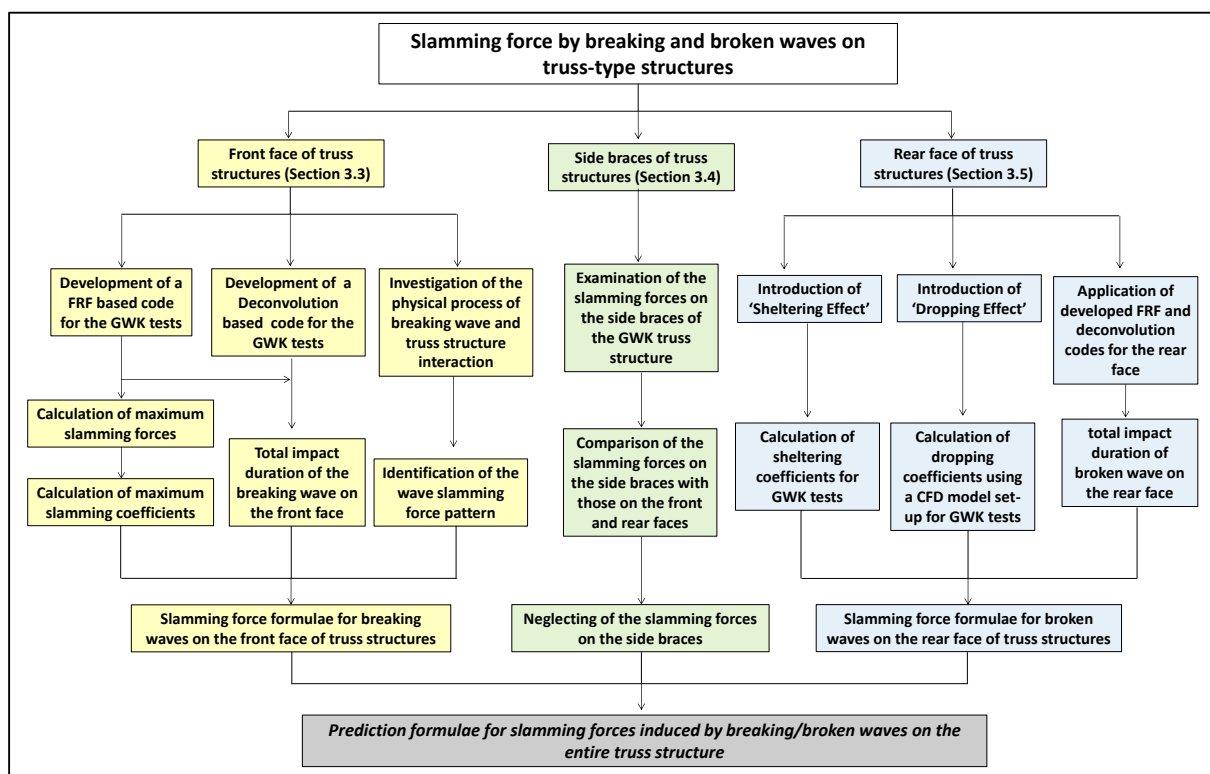 Slamming force by breaking and broken waves on
truss-type structures
Front face of truss
structures (Section 3.3)
Side braces of truss
structures (Section 3.4)
Rear face of truss
structures (Section 3.5)
Development of a
FRF based code
for the GWK tests
Development of a
Deconvolution
based code for the
GWK tests
Investigation of the
physical process of
breaking wave and
truss structure
interaction
Examination of the
slamming forces on
the side braces of
the GWK truss
structure
Introduction of
‘Sheltering Effect’
Introduction of
‘Dropping Effect’
Application of
developed FRF and
deconvolution
codes for the rear
face
Calculation of maximum
slamming forces
Calculation of maximum
slamming coefficients
Total impact
duration of the
breaking wave on
the front face
Identification of the
wave slamming
force pattern
Comparison of the
slamming forces on
the side braces with
those on the front
and rear faces
Calculation of
sheltering
coefficients for
GWK tests
Calculation of
dropping
coefficients using
a CFD model set-
up for GWK tests
total impact
duration of
broken wave on
the rear face
Slamming force formulae for breaking
waves on the front face of truss structures
Neglecting of the slamming forces
on the side braces
Slamming force formulae for broken
waves on the rear face of truss structures
Prediction formulae for slamming forces induced by breaking/broken waves on the
entire truss structure